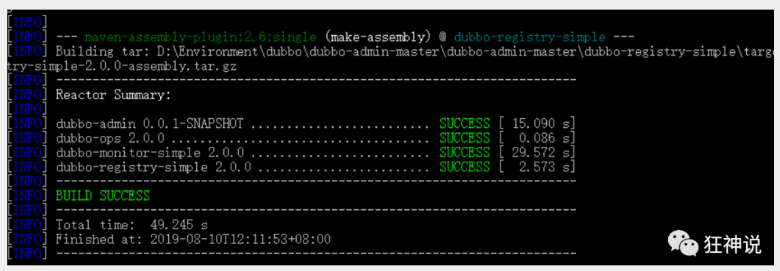 [INFO]
[INFO] --- maven-assembly-plugin:2.6:single (make-assembly) @ dubbo-registry-simple ---
[INFO] Building tar: D:\Environment\dubbo\dubbo-admin-master\dubbo-admin-master\dubbo-registry-simple\targe
try-simple-2.0.0-assembly.tar.gz
[INFO] ------------------------------------------------------------------------
[INFO] Reactor Summary:
[INFO]
[INFO] dubbo-admin 0.0.1-SNAPSHOT ......................... SUCCESS [ 15.090 s]
[INFO] dubbo-ops 2.0.0 .................................... SUCCESS [  0.086 s]
[INFO] dubbo-monitor-simple 2.0.0 ......................... SUCCESS [ 29.572 s]
[INFO] dubbo-registry-simple 2.0.0 ........................ SUCCESS [  2.573 s]
[INFO] ------------------------------------------------------------------------
[INFO] BUILD SUCCESS
[INFO] ------------------------------------------------------------------------
[INFO] Total time:  49.245 s
[INFO] Finished at: 2019-08-10T12:11:53+08:00
[INFO] ------------------------------------------------------------------------
狂神说